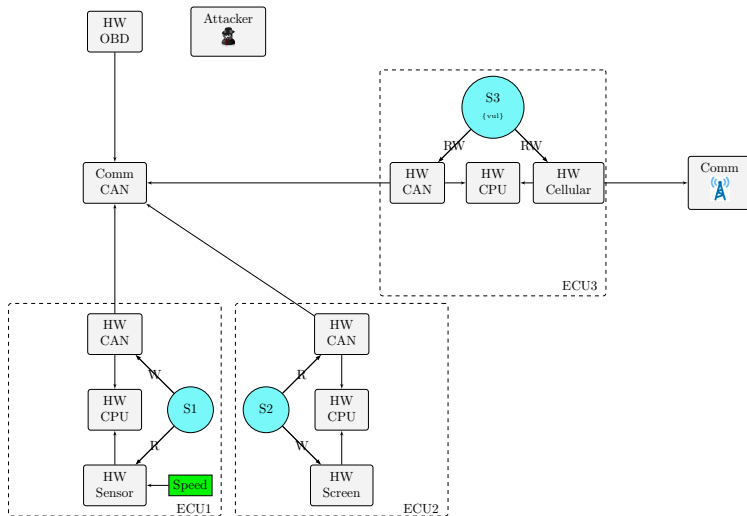 HW
OBD
Attacker
S3
{vul}
RW
RW
Comm
CAN
HW
CAN
HW
CPU
HW
Cellular
Comm
ECU3
HW
CAN
W
HW
CPU
S1
R
HW
Sensor
Speed
ECU1
HW
CAN
R
S2
HW
CPU
W
HW
Screen
ECU2